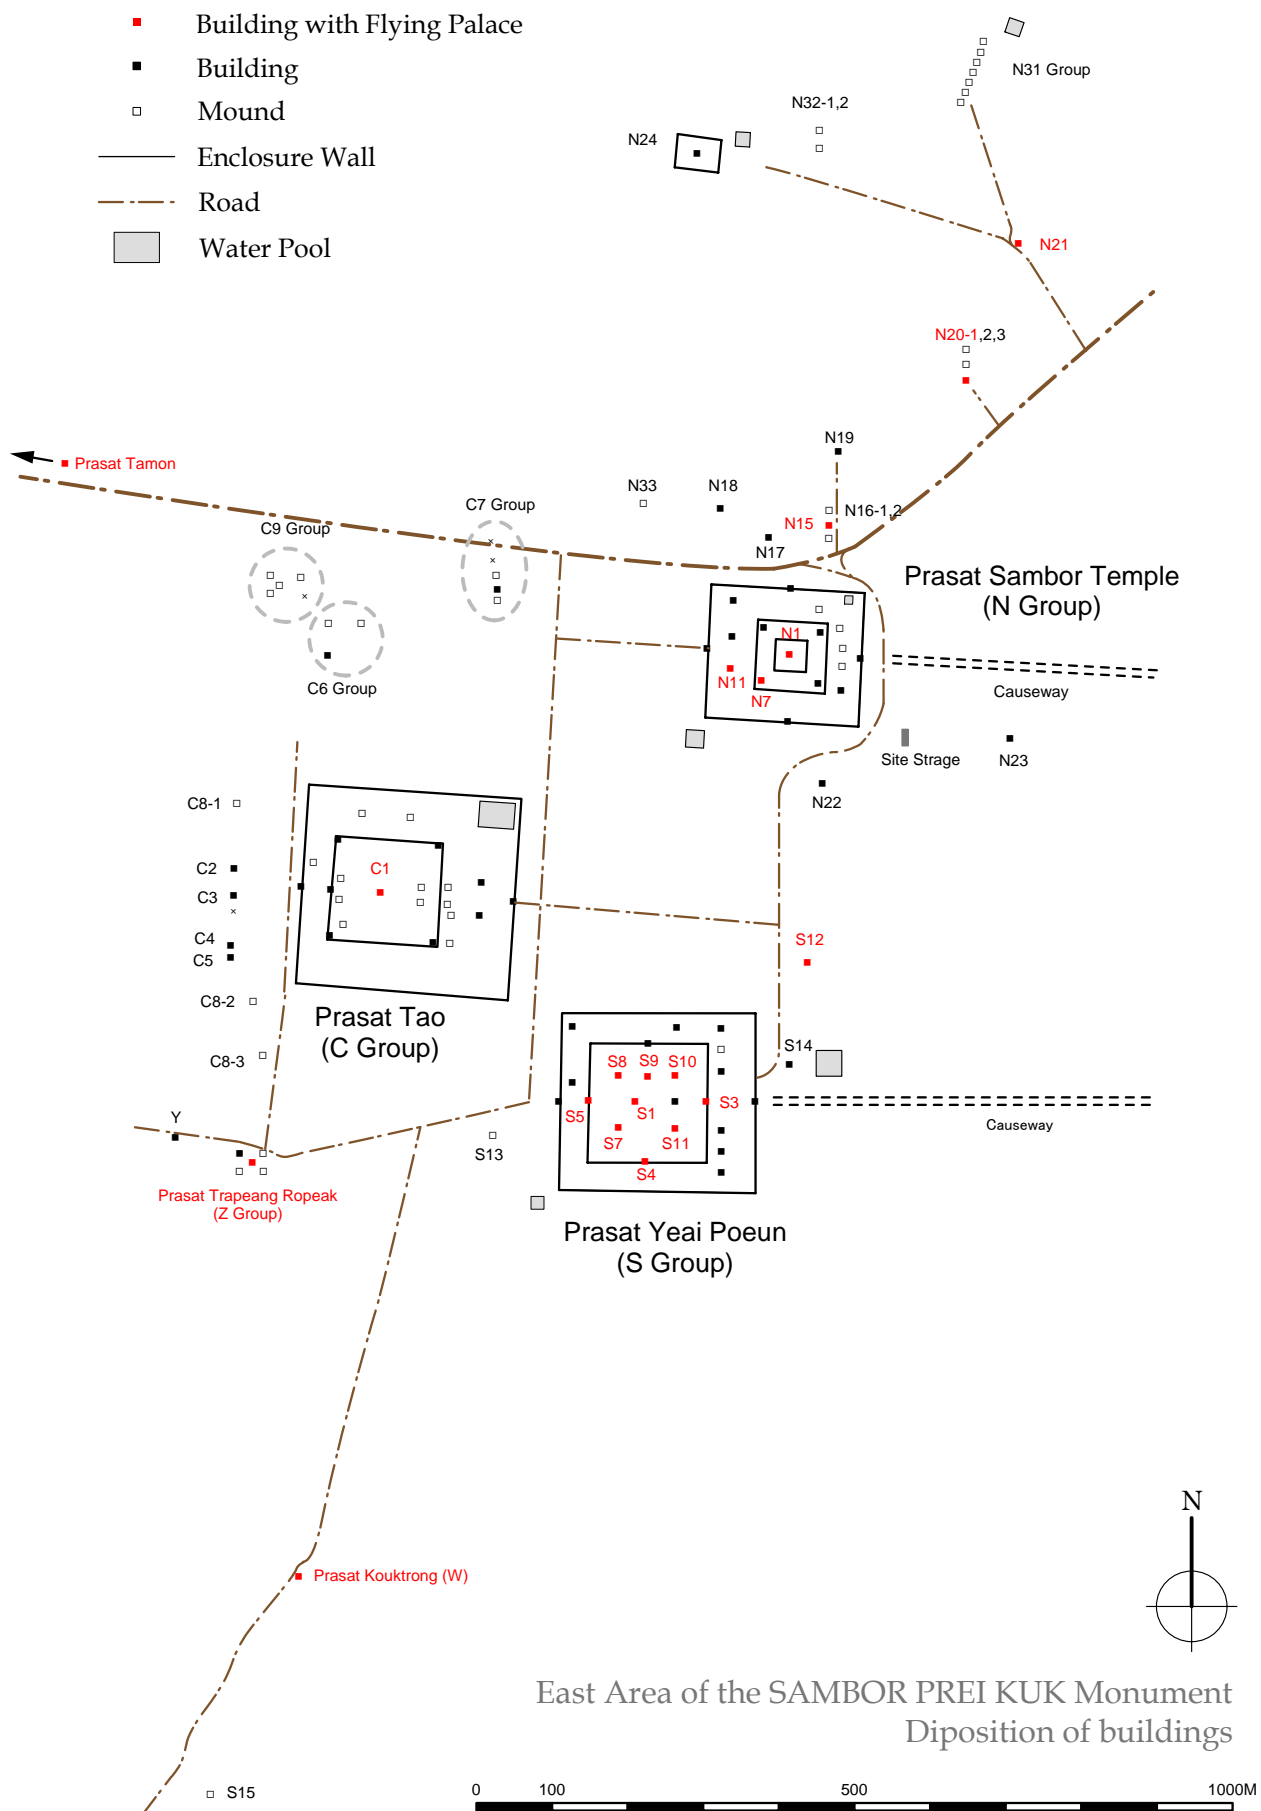 Building with Flying Palace
Building
Mound
Enclosure Wall
Road
Water Pool
N31 Group
N32-1,2
N24
N21
N20-1,2,3
N19
Prasat Tamon
N33
N18
C7 Group
N16-1,2
N15
C9 Group
N17
Prasat Sambor Temple
(N Group)
N1
N11
N7
C6 Group
Causeway
Site Strage
N23
N22
C8-1
C2
C1
C3
C4
C5
S12
C8-2
Prasat Tao
(C Group)
C8-3
S14
S8
S9
S10
S5
S1
S3
Y
S7
S11
S13
S4
Causeway
Prasat Trapeang Ropeak
(Z Group)
Prasat Yeai Poeun
(S Group)
Prasat Kouktrong (W)
N
East Area of the SAMBOR PREI KUK Monument
Diposition of buildings
S15
0 100 500 1000M